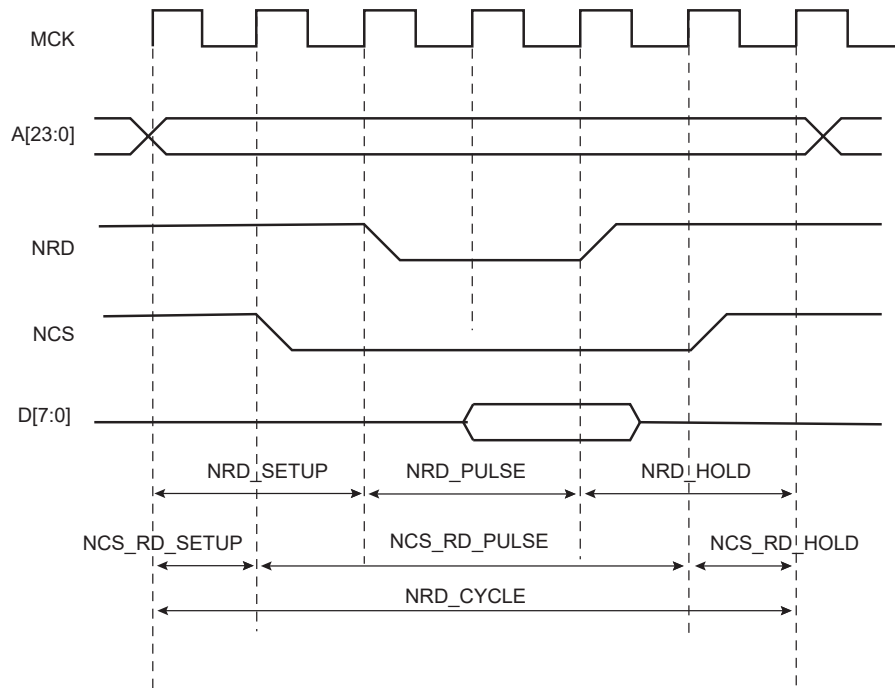 MCK
A[23:0]
NRD
NCS
D[7:0]
NRD_SETUP NRD_PULSE NRD_HOLD
NCS_RD_SETUP NCS_RD_PULSE NCS_RD_HOLD
NRD_CYCLE